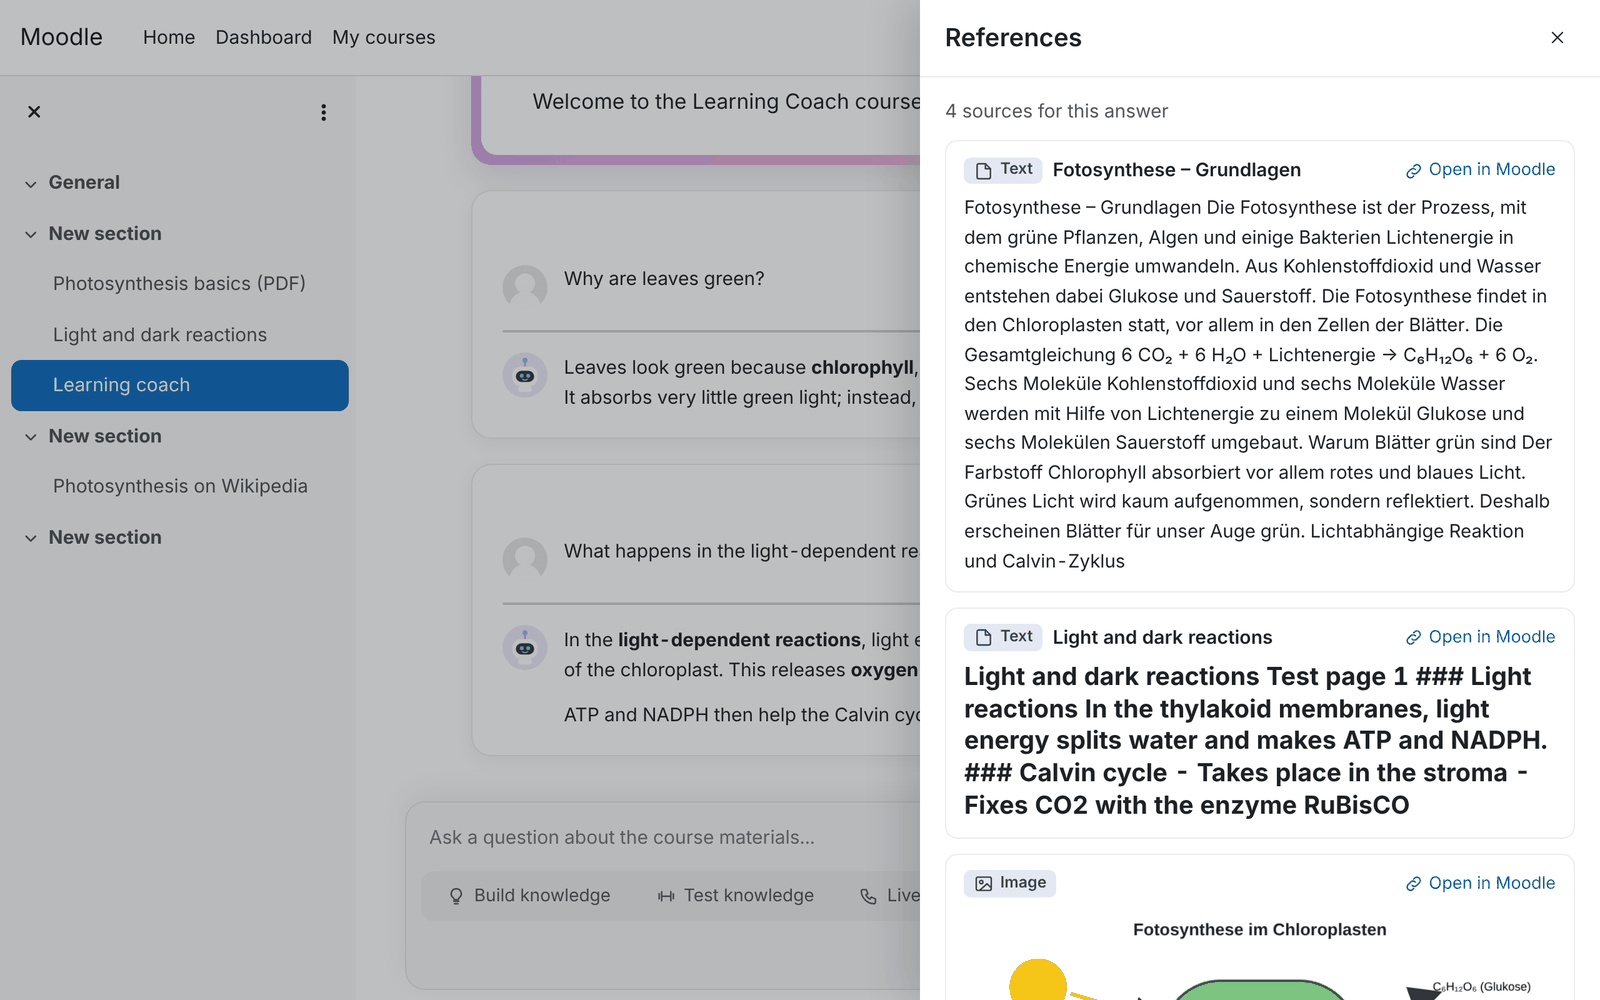 Moodle
Home
Dashboard
My courses
General
New section
Photosynthesis basics (PDF)
Light and dark reactions
Learning coach
New section
Photosynthesis on Wikipedia
New section
Welcome to the Learning Coach course
Why are leaves green?
Leaves look green because chlorophyll,
It absorbs very little green light; instead,
What happens in the light-dependent re
In the light-dependent reactions, light e
of the chloroplast. This releases oxygen
ATP and NADPH then help the Calvin cyc
Ask a question about the course materials...
Build knowledge
Test knowledge
Live
References
4 sources for this answer
Text
Fotosynthese – Grundlagen
Open in Moodle
Fotosynthese – Grundlagen Die Fotosynthese ist der Prozess, mit
dem grüne Pflanzen, Algen und einige Bakterien Lichtenergie in
chemische Energie umwandeln. Aus Kohlenstoffdioxid und Wasser
entstehen dabei Glukose und Sauerstoff. Die Fotosynthese findet in
den Chloroplasten statt, vor allem in den Zellen der Blätter. Die
Gesamtgleichung 6 CO₂ + 6 H₂O + Lichtenergie → C₆H₁₂O₆ + 6 O₂.
Sechs Moleküle Kohlenstoffdioxid und sechs Moleküle Wasser
werden mit Hilfe von Lichtenergie zu einem Molekül Glukose und
sechs Molekülen Sauerstoff umgebaut. Warum Blätter grün sind Der
Farbstoff Chlorophyll absorbiert vor allem rotes und blaues Licht.
Grünes Licht wird kaum aufgenommen, sondern reflektiert. Deshalb
erscheinen Blätter für unser Auge grün. Lichtabhängige Reaktion
und Calvin-Zyklus
Text
Light and dark reactions
Open in Moodle
Light and dark reactions Test page 1 ### Light
reactions In the thylakoid membranes, light
energy splits water and makes ATP and NADPH.
### Calvin cycle - Takes place in the stroma -
Fixes CO2 with the enzyme RuBisCO
Image
Open in Moodle
Fotosynthese im Chloroplasten
C₆H₁₂O₆ (Glukose)